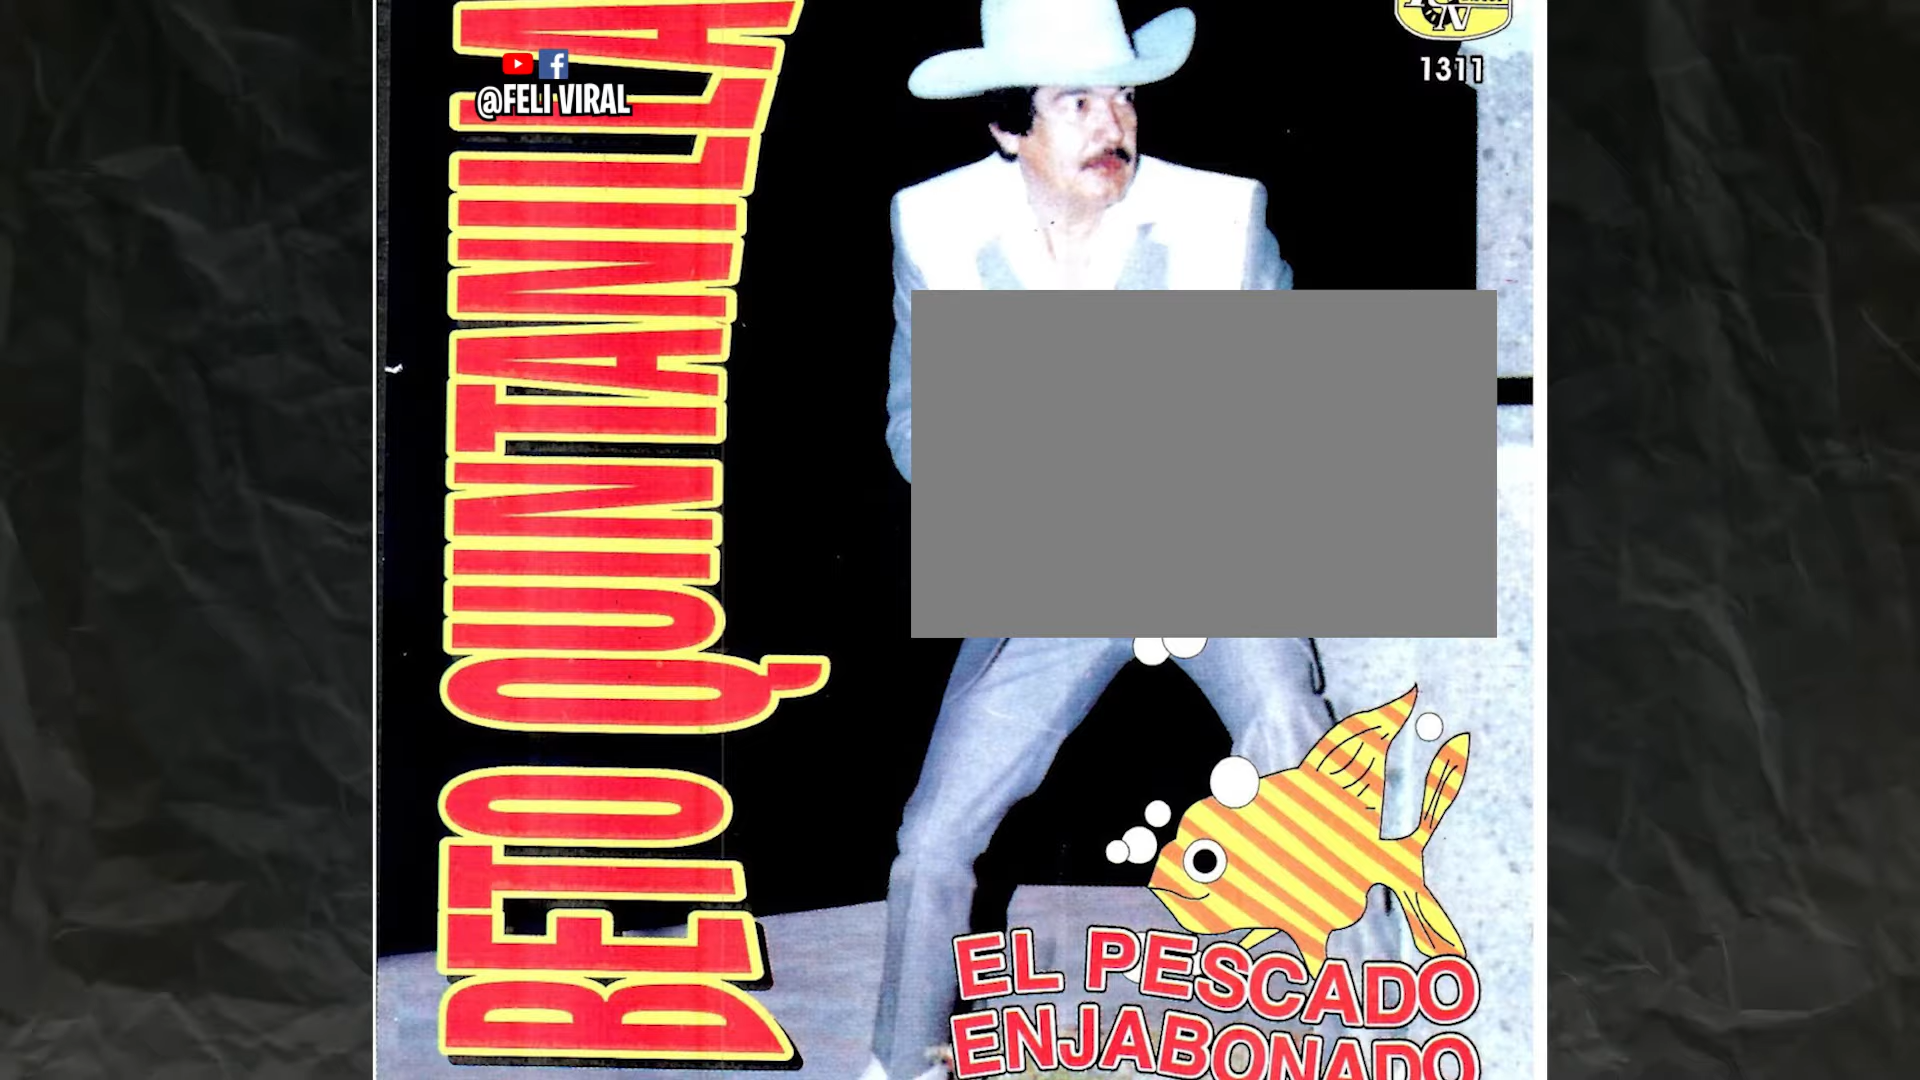 @FELI VIRAL
1311
BETO QUINTANILLA
EL PESCADO
ENJABONADO